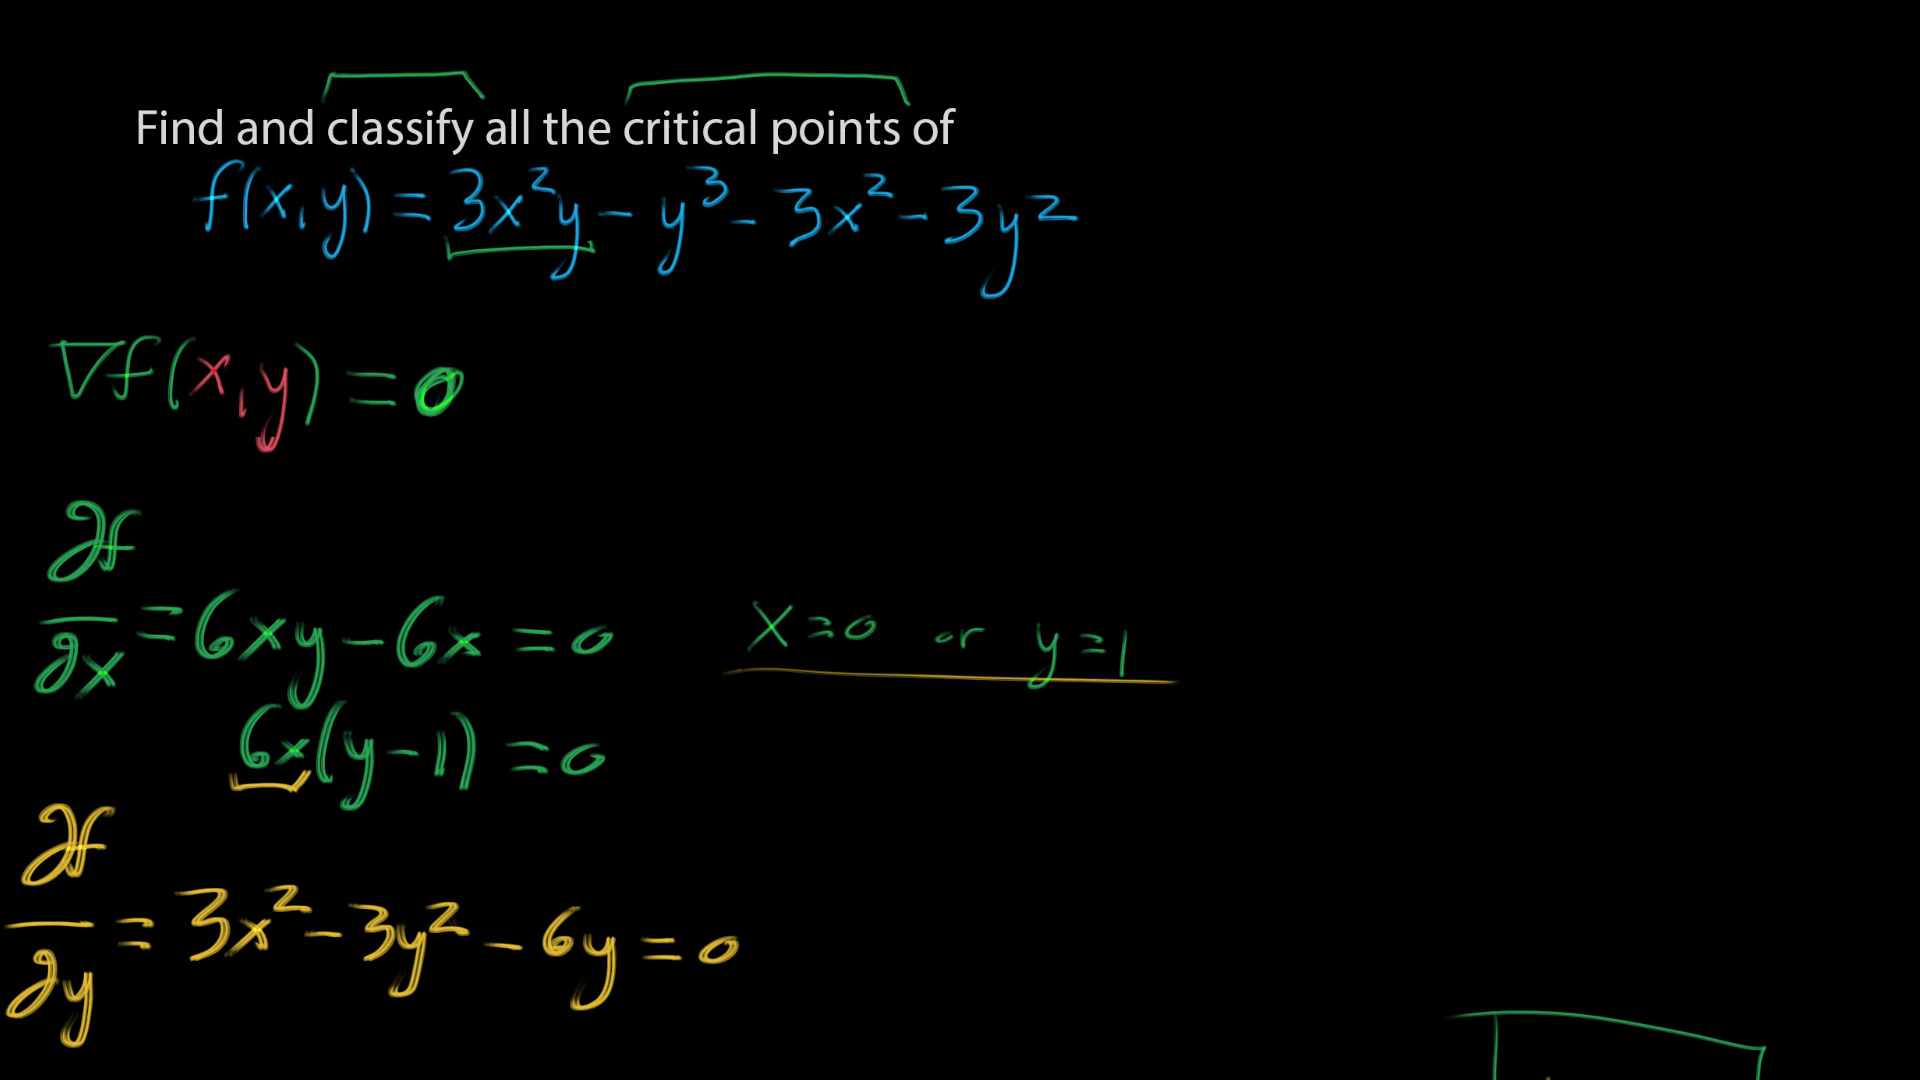 Find and classify all the critical points of
f(x,y) = 3x²y - y³ - 3x² - 3y²
∇f(x,y) = 0
∂f/∂x = 6xy - 6x = 0
x = 0 or y = 1
6x(y - 1) = 0
∂f/∂y = 3x² - 3y² - 6y = 0